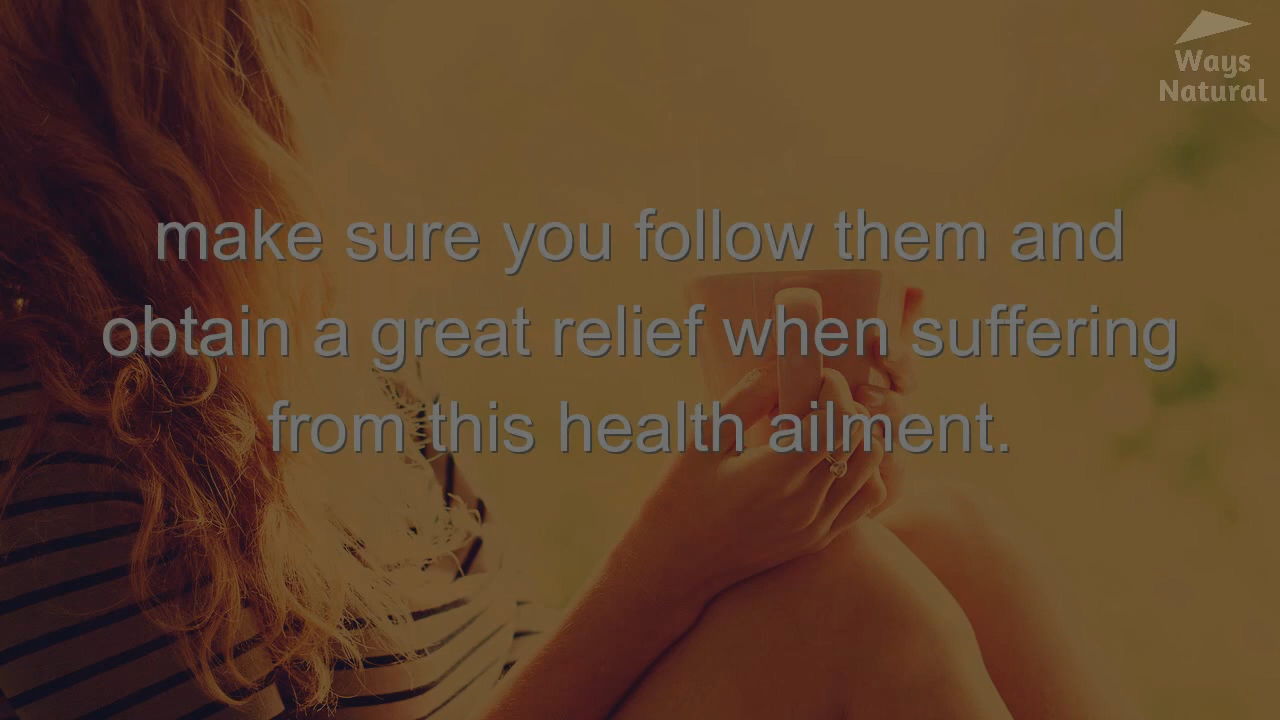 Ways
Natural
make sure you follow them and
obtain a great relief when suffering
from this health ailment.